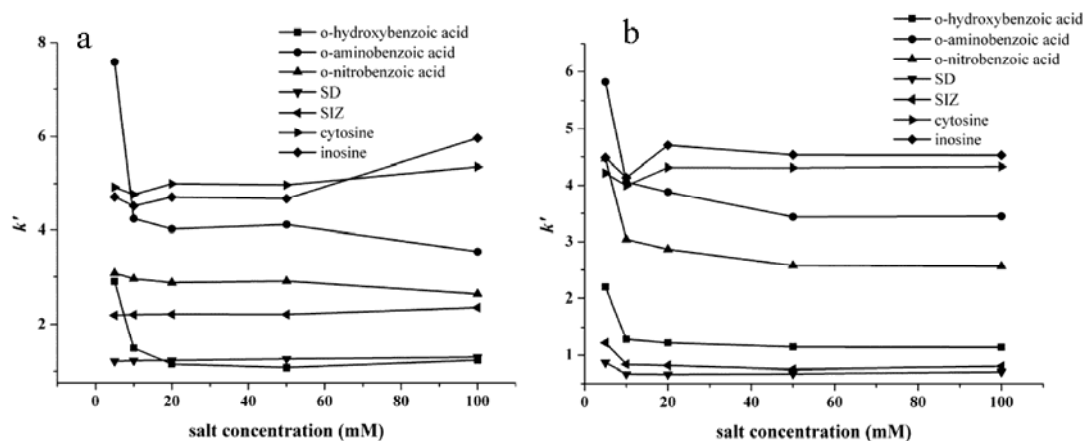 a
o-hydroxybenzoic acid
o-aminobenzoic acid
o-nitrobenzoic acid
SD
SIZ
cytosine
inosine
8
6
4
2
k'
0 20 40 60 80 100
salt concentration (mM)
b
o-hydroxybenzoic acid
o-aminobenzoic acid
o-nitrobenzoic acid
SD
SIZ
cytosine
inosine
6
5
4
3
2
1
k'
0 20 40 60 80 100
salt concentration (mM)